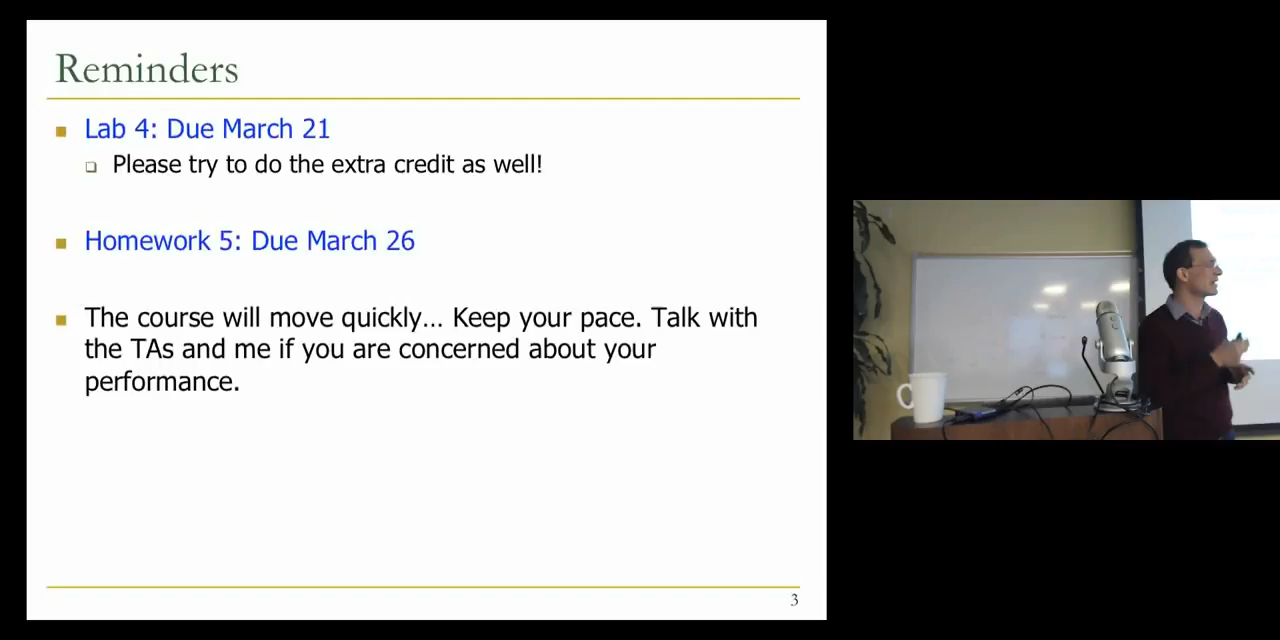 Reminders
Lab 4: Due March 21
Please try to do the extra credit as well!
Homework 5: Due March 26
The course will move quickly… Keep your pace. Talk with
the TAs and me if you are concerned about your
performance.
3